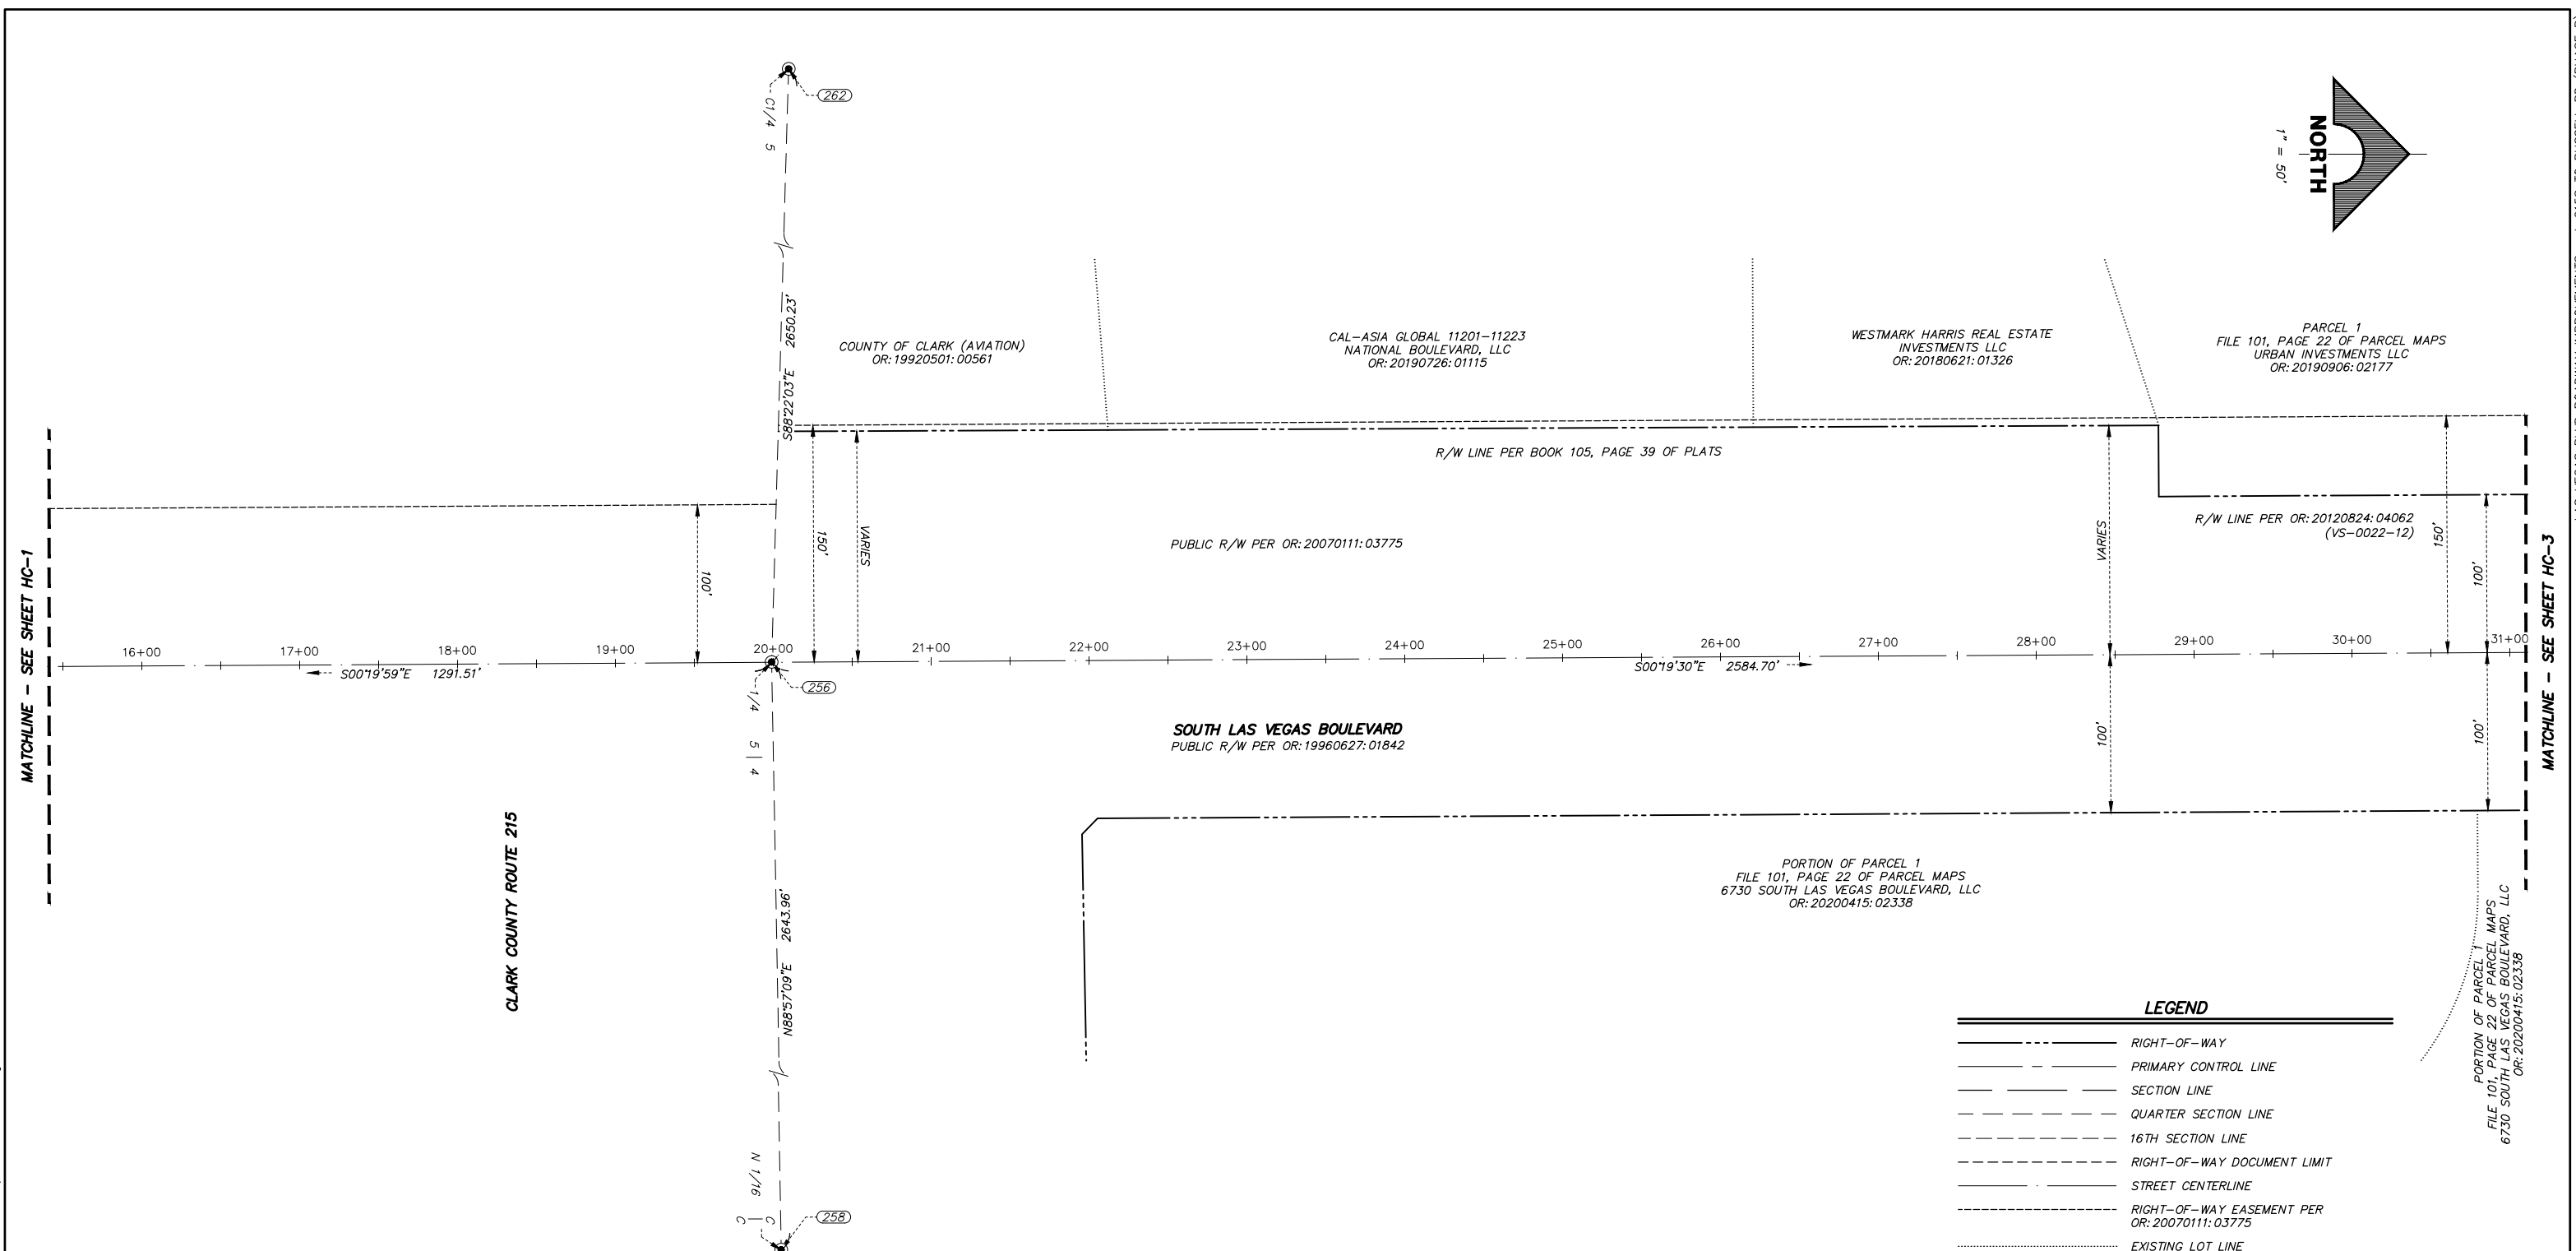 262
C1/4 5
NORTH
1" = 50'
S88°22'03"E 2650.23'
COUNTY OF CLARK (AVIATION)
OR:19920501:00561
CAL-ASIA GLOBAL 11201-11223
NATIONAL BOULEVARD, LLC
OR:20190726:01115
WESTMARK HARRIS REAL ESTATE
INVESTMENTS LLC
OR:20180621:01326
PARCEL 1
FILE 101, PAGE 22 OF PARCEL MAPS
URBAN INVESTMENTS LLC
OR:20190906:02177
R/W LINE PER BOOK 105, PAGE 39 OF PLATS
R/W LINE PER OR:20120824:04062
(VS-0022-12)
PUBLIC R/W PER OR:20070111:03775
MATCHLINE - SEE SHEET HC-1
100'
150'
VARIES
VARIES
150'
100'
MATCHLINE - SEE SHEET HC-3
16+00
17+00
18+00
19+00
20+00
21+00
22+00
23+00
24+00
25+00
26+00
27+00
28+00
29+00
30+00
31+00
S00°19'59"E 1291.51'
S00°19'30"E 2584.70'
256
1/4 5 | 4
SOUTH LAS VEGAS BOULEVARD
PUBLIC R/W PER OR:19960627:01842
100'
100'
CLARK COUNTY ROUTE 215
N88°57'09"E 2643.96'
PORTION OF PARCEL 1
FILE 101, PAGE 22 OF PARCEL MAPS
6730 SOUTH LAS VEGAS BOULEVARD, LLC
OR:20200415:02338
PORTION OF PARCEL 1
FILE 101, PAGE 22 OF PARCEL MAPS
6730 SOUTH LAS VEGAS BOULEVARD, LLC
OR:20200415:02338
N 1/16 C | C
258
LEGEND
RIGHT-OF-WAY
PRIMARY CONTROL LINE
SECTION LINE
QUARTER SECTION LINE
16TH SECTION LINE
RIGHT-OF-WAY DOCUMENT LIMIT
STREET CENTERLINE
RIGHT-OF-WAY EASEMENT PER
OR:20070111:03775
EXISTING LOT LINE